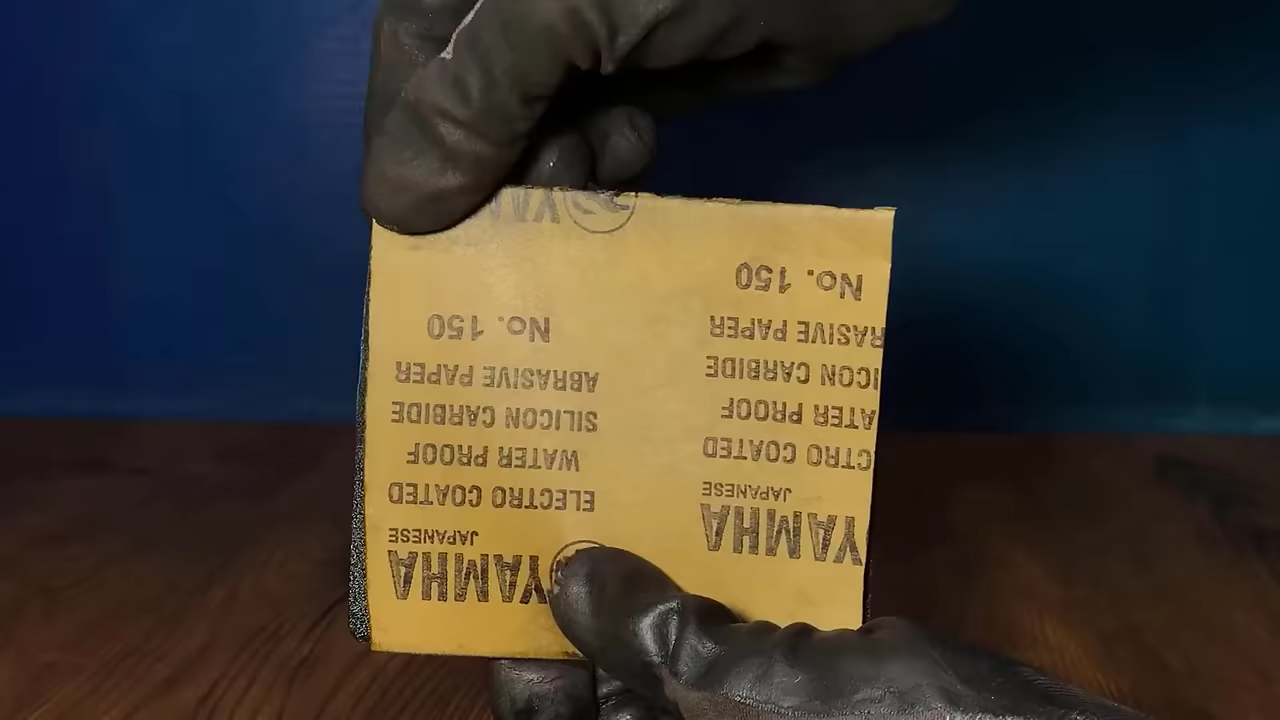 YAMHA
JAPANESE
CTRO COATED
ATER PROOF
ICON CARBIDE
RASIVE PAPER
No. 150
YAMHA
JAPANESE
ELECTRO COATED
WATER PROOF
SILICON CARBIDE
ABRASIVE PAPER
No. 150